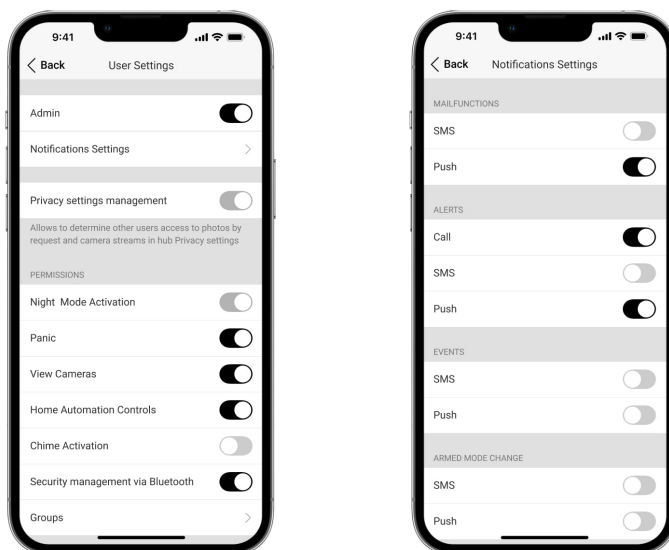 9:41
Back
User Settings
Admin
Notifications Settings
Privacy settings management
Allows to determine other users access to photos by
request and camera streams in hub Privacy settings
PERMISSIONS
Night Mode Activation
Panic
View Cameras
Home Automation Controls
Chime Activation
Security management via Bluetooth
Groups
9:41
Back
Notifications Settings
MAILFUNCTIONS
SMS
Push
ALERTS
Call
SMS
Push
EVENTS
SMS
Push
ARMED MODE CHANGE
SMS
Push